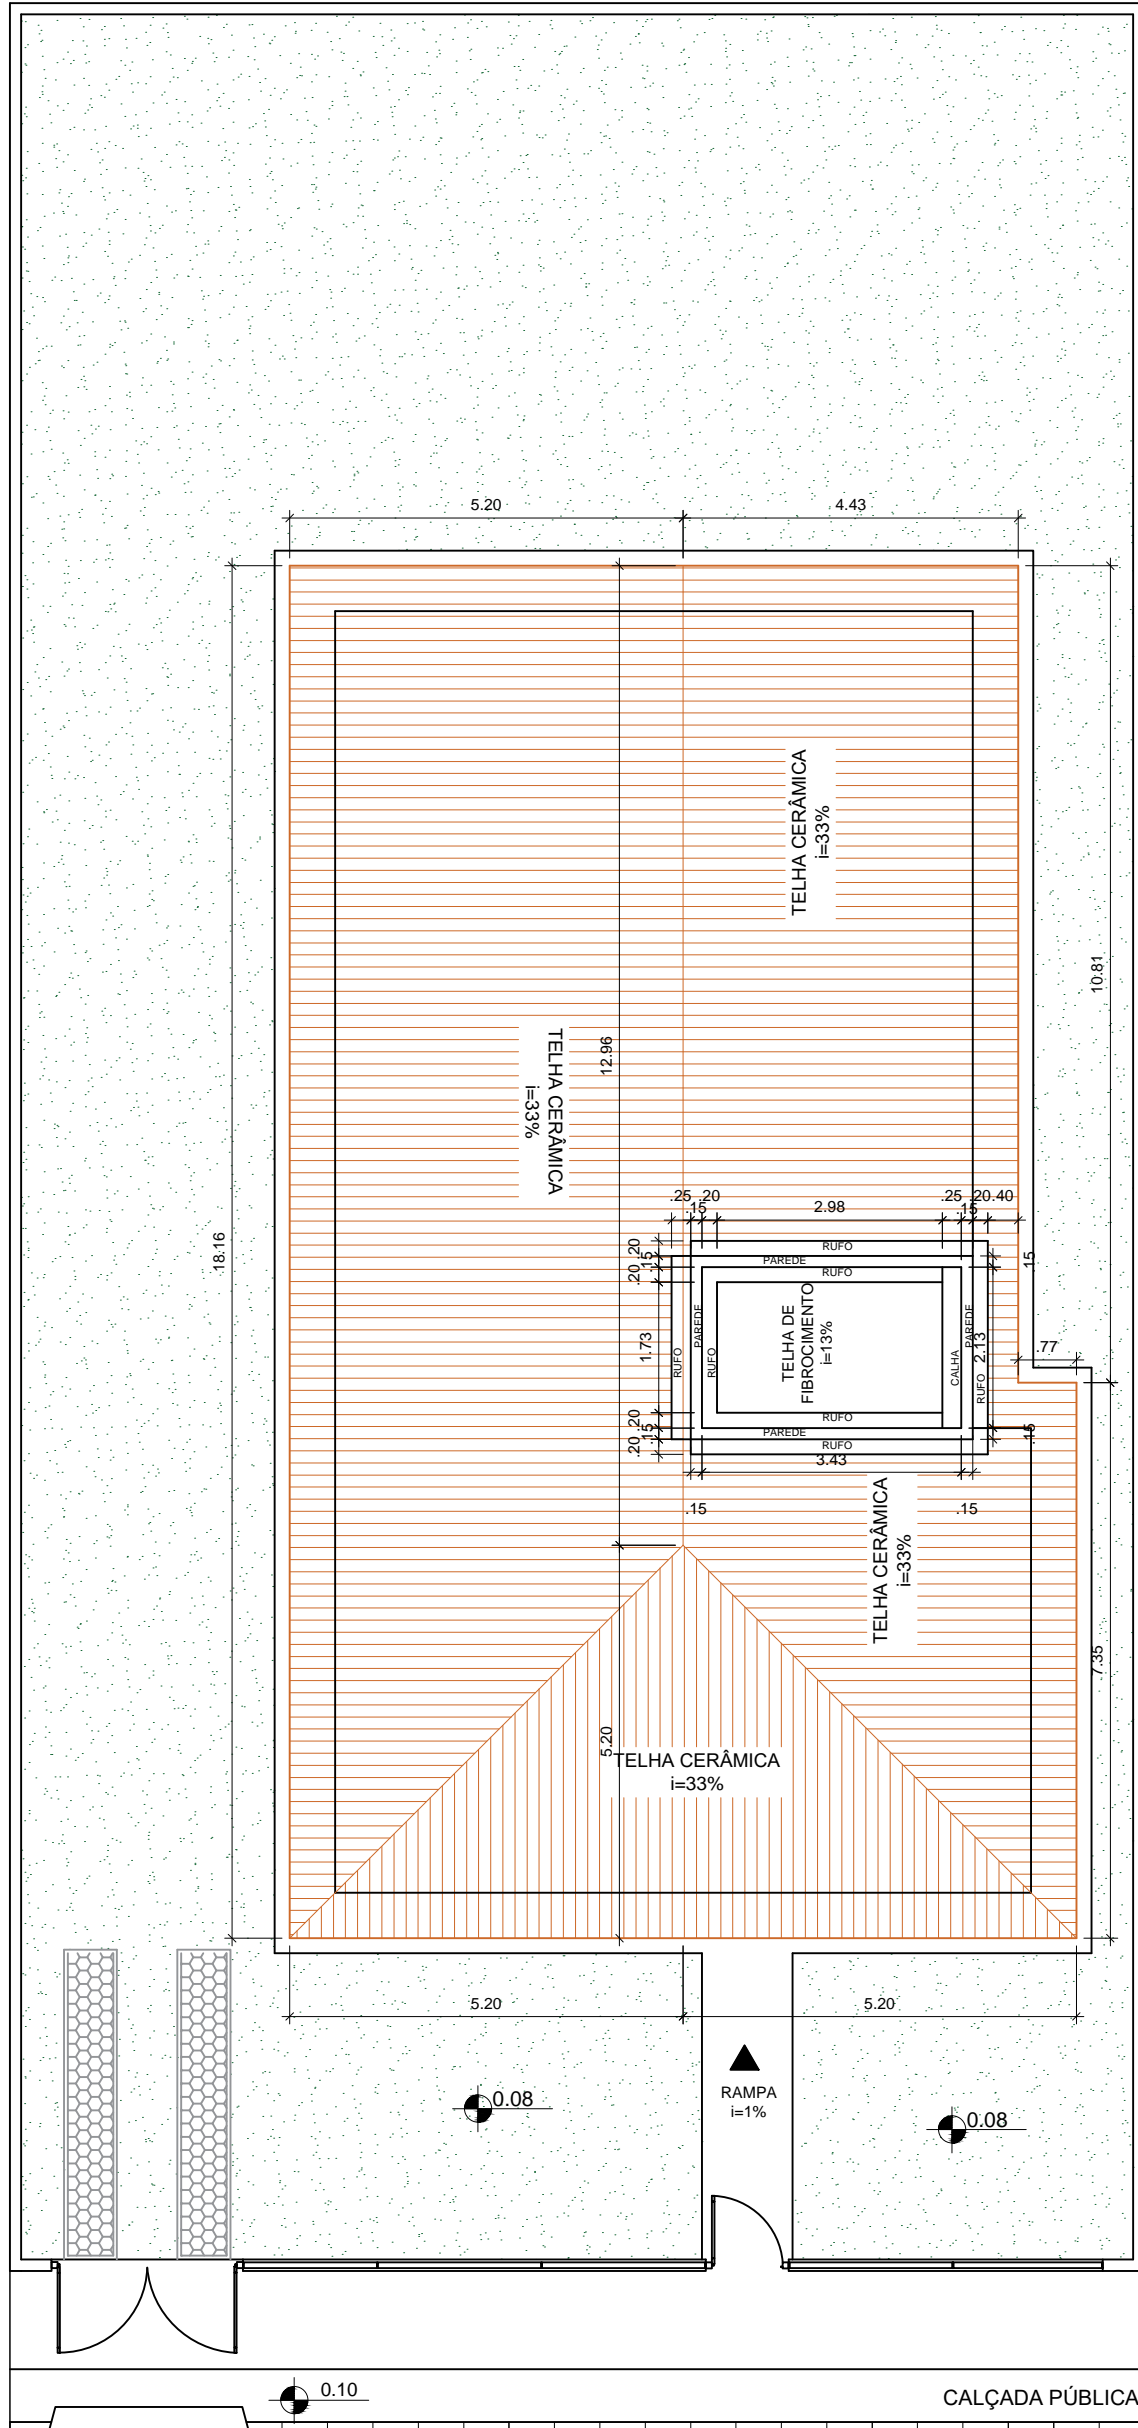 5.20
4.43
TELHA CERÂMICA
i=33%
10.81
12.96
TELHA CERÂMICA
i=33%
18.16
.25
.15
.20
2.98
.25
.15
.20
.40
.20
.15
.20
RUFO
PAREDE
RUFO
.15
1.73
RUFO
PAREDE
RUFO
TELHA DE
FIBROCIMENTO
i=13%
CALHA
PAREDE
RUFO
2.13
.77
.20
.15
.20
RUFO
PAREDE
RUFO
.15
3.43
.15
.15
TELHA CERÂMICA
i=33%
7.35
5.20
TELHA CERÂMICA
i=33%
5.20
5.20
RAMPA
i=1%
0.08
0.08
0.10
CALÇADA PÚBLICA